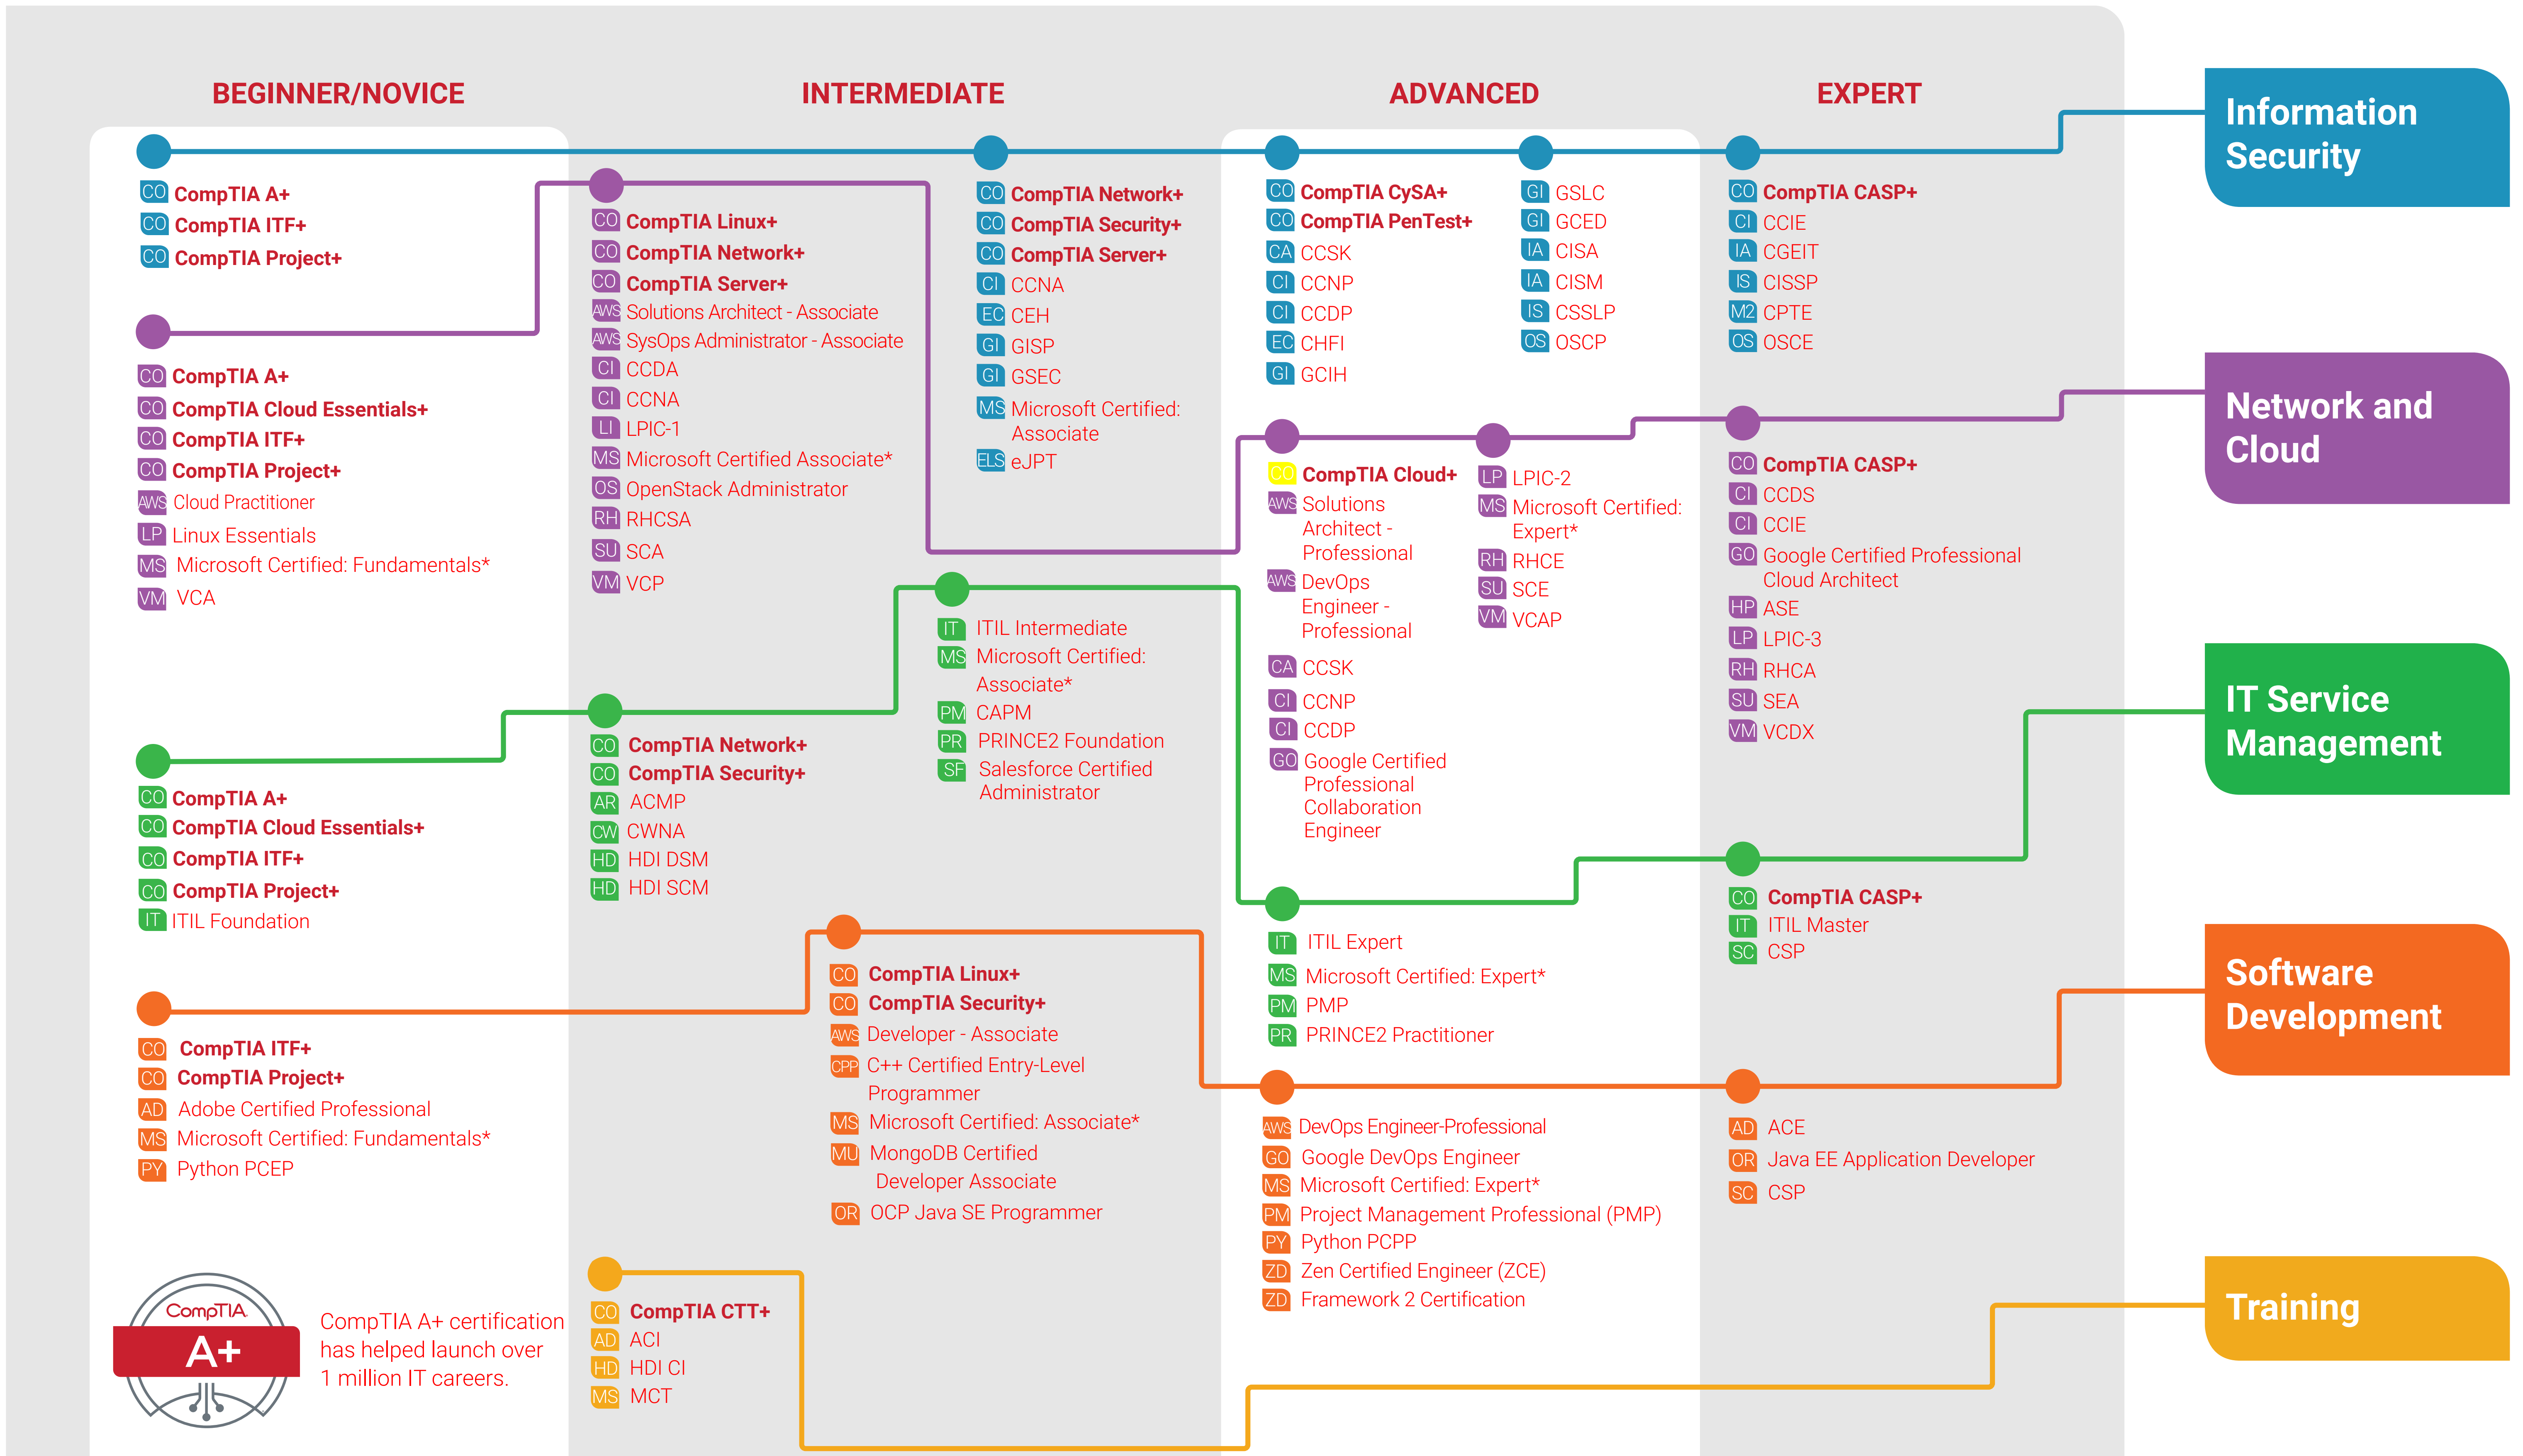 BEGINNER/NOVICE
INTERMEDIATE
ADVANCED
EXPERT
Information
Security
CO CompTIA A+
CO CompTIA ITF+
CO CompTIA Project+
CO CompTIA Network+
CO CompTIA Security+
CO CompTIA Server+
CI CCNA
EC CEH
GI GISP
GI GSEC
MS Microsoft Certified:
Associate
ELS eJPT
CO CompTIA CySA+
CO CompTIA PenTest+
CA CCSK
CI CCNP
CI CCDP
EC CHFI
GI GCIH
GI GSLC
GI GCED
IA CISA
IA CISM
IS CSSLP
OS OSCP
CO CompTIA CASP+
CI CCIE
IA CGEIT
IS CISSP
M2 CPTE
OS OSCE
Network and
Cloud
CO CompTIA A+
CO CompTIA Cloud Essentials+
CO CompTIA ITF+
CO CompTIA Project+
AWS Cloud Practitioner
LP Linux Essentials
MS Microsoft Certified: Fundamentals*
VM VCA
CO CompTIA Linux+
CO CompTIA Network+
CO CompTIA Server+
AWS Solutions Architect - Associate
AWS SysOps Administrator - Associate
CI CCDA
CI CCNA
LI LPIC-1
MS Microsoft Certified Associate*
OS OpenStack Administrator
RH RHCSA
SU SCA
VM VCP
CO CompTIA Cloud+
AWS Solutions
Architect -
Professional
AWS DevOps
Engineer -
Professional
CA CCSK
CI CCNP
CI CCDP
GO Google Certified
Professional
Collaboration
Engineer
LP LPIC-2
MS Microsoft Certified:
Expert*
RH RHCE
SU SCE
VM VCAP
CO CompTIA CASP+
CI CCDS
CI CCIE
GO Google Certified Professional
Cloud Architect
HP ASE
LP LPIC-3
RH RHCA
SU SEA
VM VCDX
IT Service
Management
CO CompTIA A+
CO CompTIA Cloud Essentials+
CO CompTIA ITF+
CO CompTIA Project+
IT ITIL Foundation
CO CompTIA Network+
CO CompTIA Security+
AR ACMP
CW CWNA
HD HDI DSM
HD HDI SCM
IT ITIL Intermediate
MS Microsoft Certified:
Associate*
PM CAPM
PR PRINCE2 Foundation
SF Salesforce Certified
Administrator
IT ITIL Expert
MS Microsoft Certified: Expert*
PM PMP
PR PRINCE2 Practitioner
CO CompTIA CASP+
IT ITIL Master
SC CSP
Software
Development
CO CompTIA ITF+
CO CompTIA Project+
AD Adobe Certified Professional
MS Microsoft Certified: Fundamentals*
PY Python PCEP
CO CompTIA Linux+
CO CompTIA Security+
AWS Developer - Associate
CPP C++ Certified Entry-Level
Programmer
MS Microsoft Certified: Associate*
MU MongoDB Certified
Developer Associate
OR OCP Java SE Programmer
AWS DevOps Engineer-Professional
GO Google DevOps Engineer
MS Microsoft Certified: Expert*
PM Project Management Professional (PMP)
PY Python PCPP
ZD Zen Certified Engineer (ZCE)
ZD Framework 2 Certification
AD ACE
OR Java EE Application Developer
SC CSP
Training
CO CompTIA CTT+
AD ACI
HD HDI CI
MS MCT
CompTIA.
A+
CompTIA A+ certification
has helped launch over
1 million IT careers.